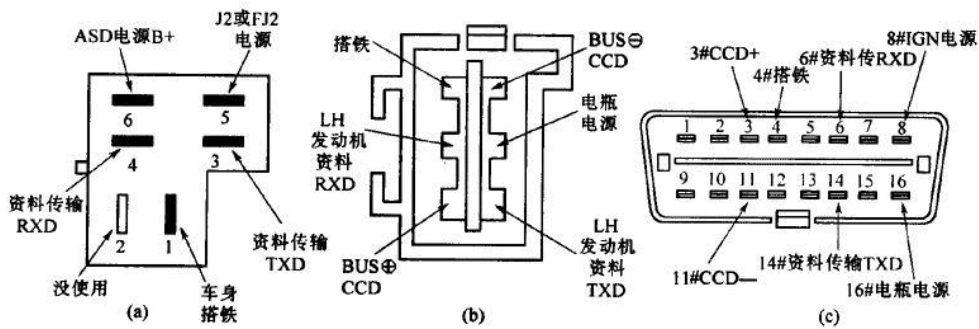 ASD电源B+
J2或FJ2
电源
6
5
4
3
资料传输
RXD
2
1
资料传输
TXD
没使用
车身
搭铁
(a)
搭铁
BUS⊖
CCD
电瓶
电源
LH
发动机
资料
RXD
BUS⊕
CCD
LH
发动机
资料
TXD
(b)
3#CCD+
4#搭铁
6#资料传RXD
8#IGN电源
1 2 3 4 5 6 7 8
9 10 11 12 13 14 15 16
11#CCD—
14#资料传输TXD
16#电瓶电源
(c)